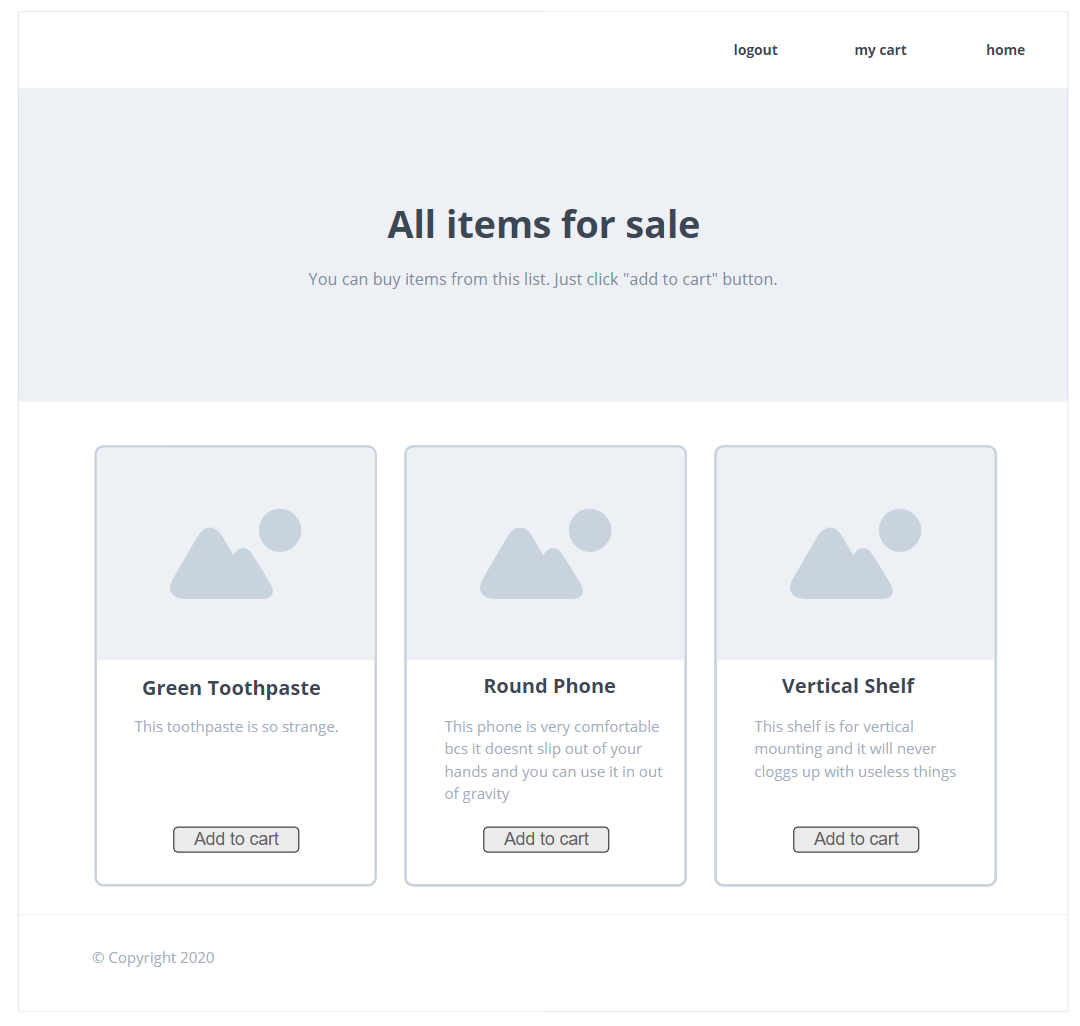 logout my cart home
All items for sale
You can buy items from this list. Just click "add to cart" button.
Green Toothpaste
This toothpaste is so strange.
Add to cart
Round Phone
This phone is very comfortable
bcs it doesnt slip out of your
hands and you can use it in out
of gravity
Add to cart
Vertical Shelf
This shelf is for vertical
mounting and it will never
cloggs up with useless things
Add to cart
© Copyright 2020